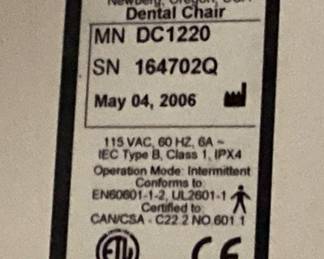 Newberg, Oregon, USA
Dental Chair
MN DC1220
SN 164702Q
May 04, 2006
115 VAC, 60 HZ, 6A ~
IEC Type B, Class 1, IPX4
Operation Mode: Intermittent
Conforms to:
EN60601-1-2, UL2601-1
Certified to:
CAN/CSA - C22.2 NO.601.1
ETL CE